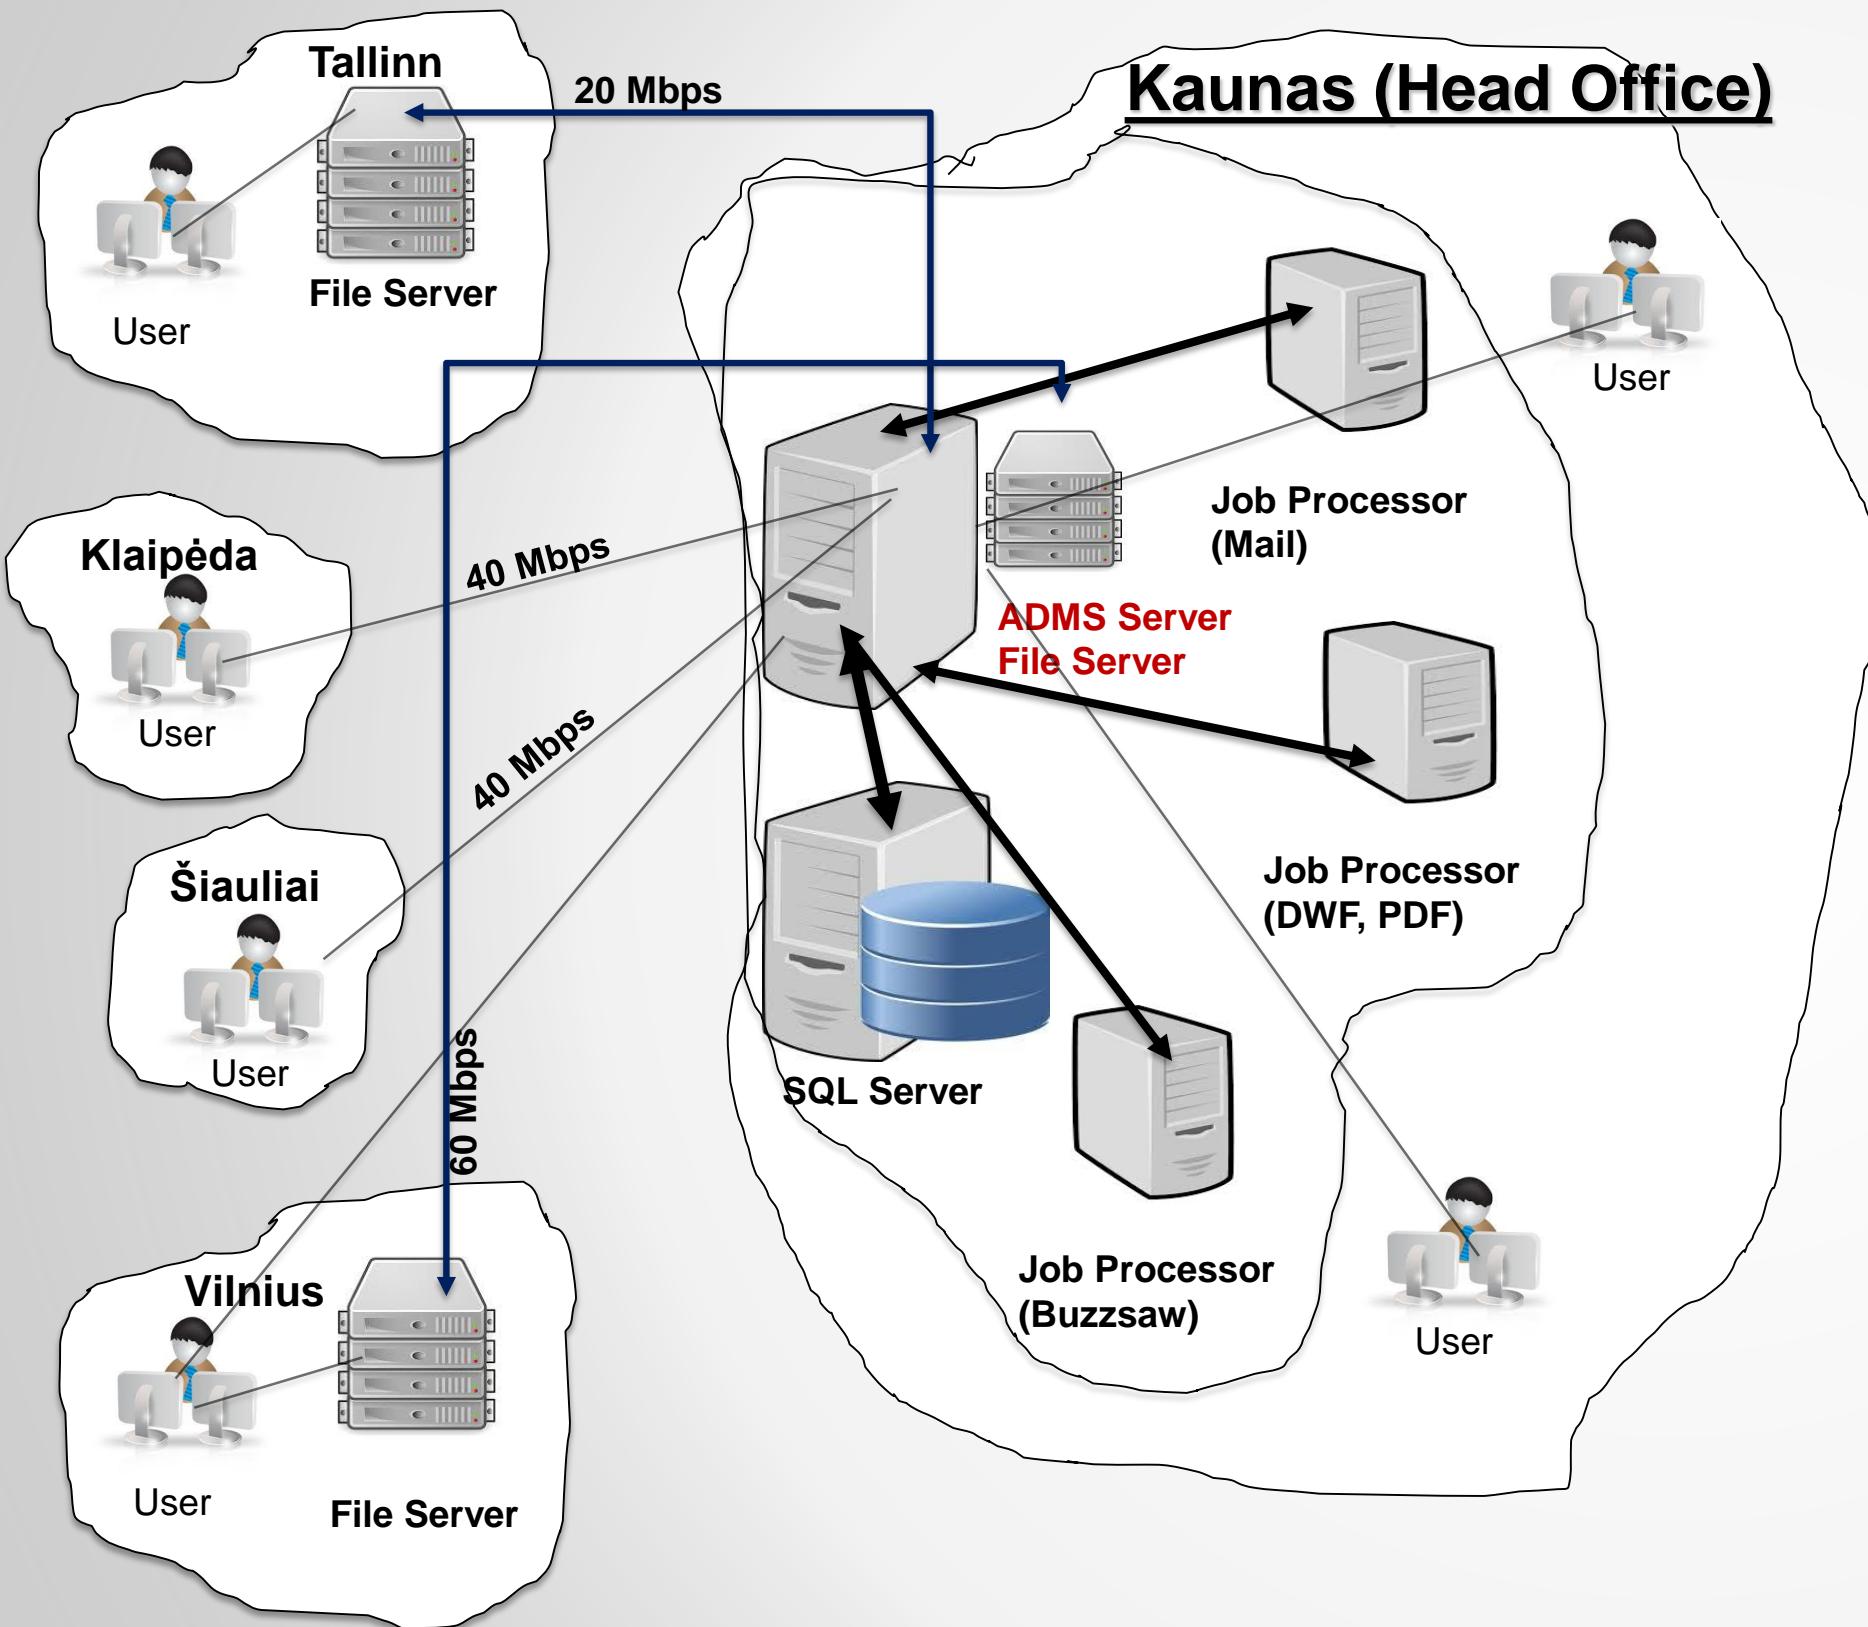 Tallinn
20 Mbps
Kaunas (Head Office)
File Server
User
User
Job Processor
(Mail)
Klaipėda
40 Mbps
User
ADMS Server
File Server
40 Mbps
Šiauliai
User
Job Processor
(DWF, PDF)
60 Mbps
SQL Server
Vilnius
User
File Server
Job Processor
(Buzzsaw)
User